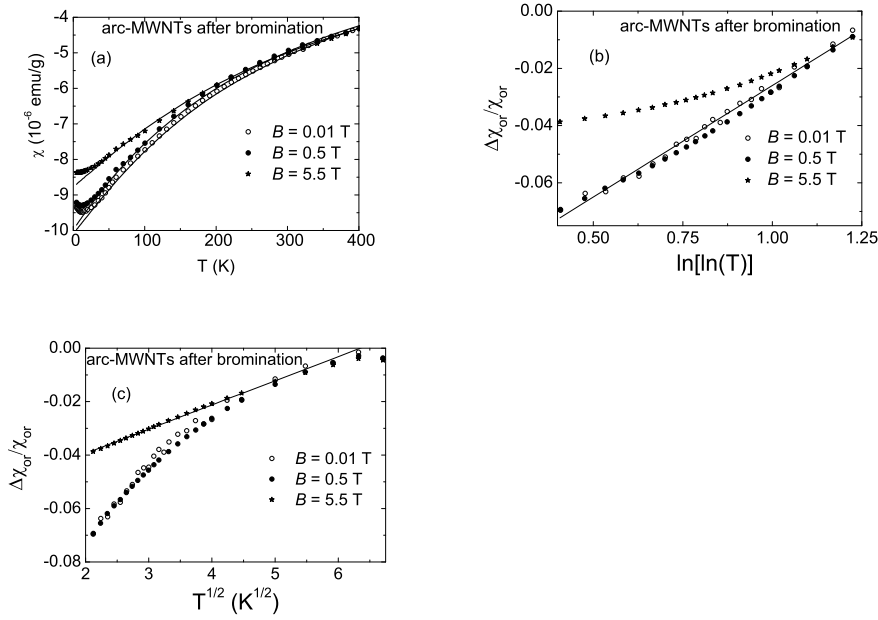 arc-MWNTs after bromination
(a)
χ (10⁻⁶ emu/g)
-4
-5
-6
-7
-8
-9
-10
B = 0.01 T
B = 0.5 T
B = 5.5 T
0 100 200 300 400
T (K)
arc-MWNTs after bromination
(b)
Δχor/χor
0.00
-0.02
-0.04
-0.06
B = 0.01 T
B = 0.5 T
B = 5.5 T
0.50 0.75 1.00 1.25
ln[ln(T)]
arc-MWNTs after bromination
(c)
Δχor/χor
0.00
-0.02
-0.04
-0.06
-0.08
B = 0.01 T
B = 0.5 T
B = 5.5 T
2 3 4 5 6
T^1/2 (K^1/2)